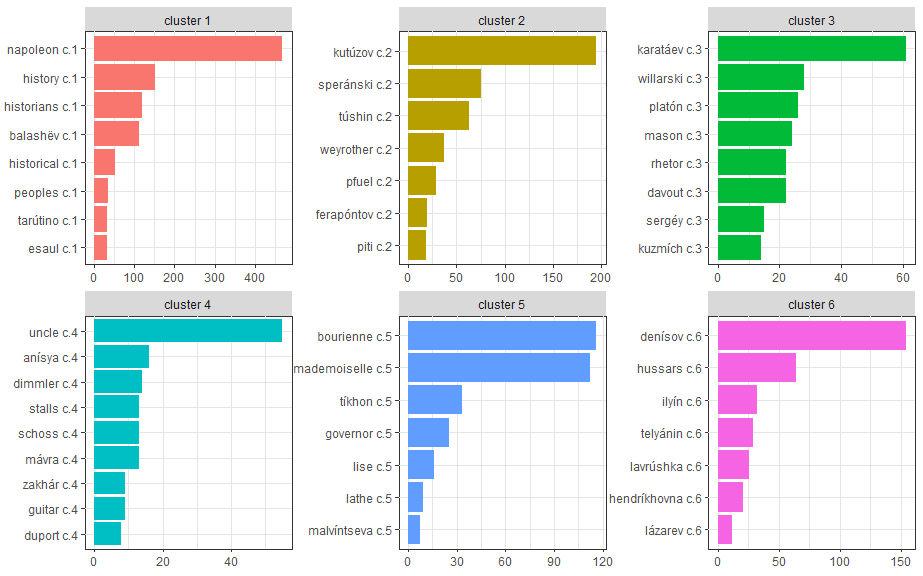 cluster 1
napoleon c.1
history c.1
historians c.1
balashëv c.1
historical c.1
peoples c.1
tarútino c.1
esaul c.1
0 100 200 300 400
cluster 2
kutúzov c.2
speránski c.2
túshin c.2
weyrother c.2
pfuel c.2
ferapóntov c.2
piti c.2
0 50 100 150 200
cluster 3
karatáev c.3
willarski c.3
platón c.3
mason c.3
rhetor c.3
davout c.3
sergéy c.3
kuzmích c.3
0 20 40 60
cluster 4
uncle c.4
anísya c.4
dimmler c.4
stalls c.4
schoss c.4
mávra c.4
zakhár c.4
guitar c.4
duport c.4
0 20 40
cluster 5
bourienne c.5
mademoiselle c.5
tíkhon c.5
governor c.5
lise c.5
lathe c.5
malvíntseva c.5
0 30 60 90 120
cluster 6
denísov c.6
hussars c.6
ilyín c.6
telyánin c.6
lavrúshka c.6
hendríkhovna c.6
lázarev c.6
0 50 100 150